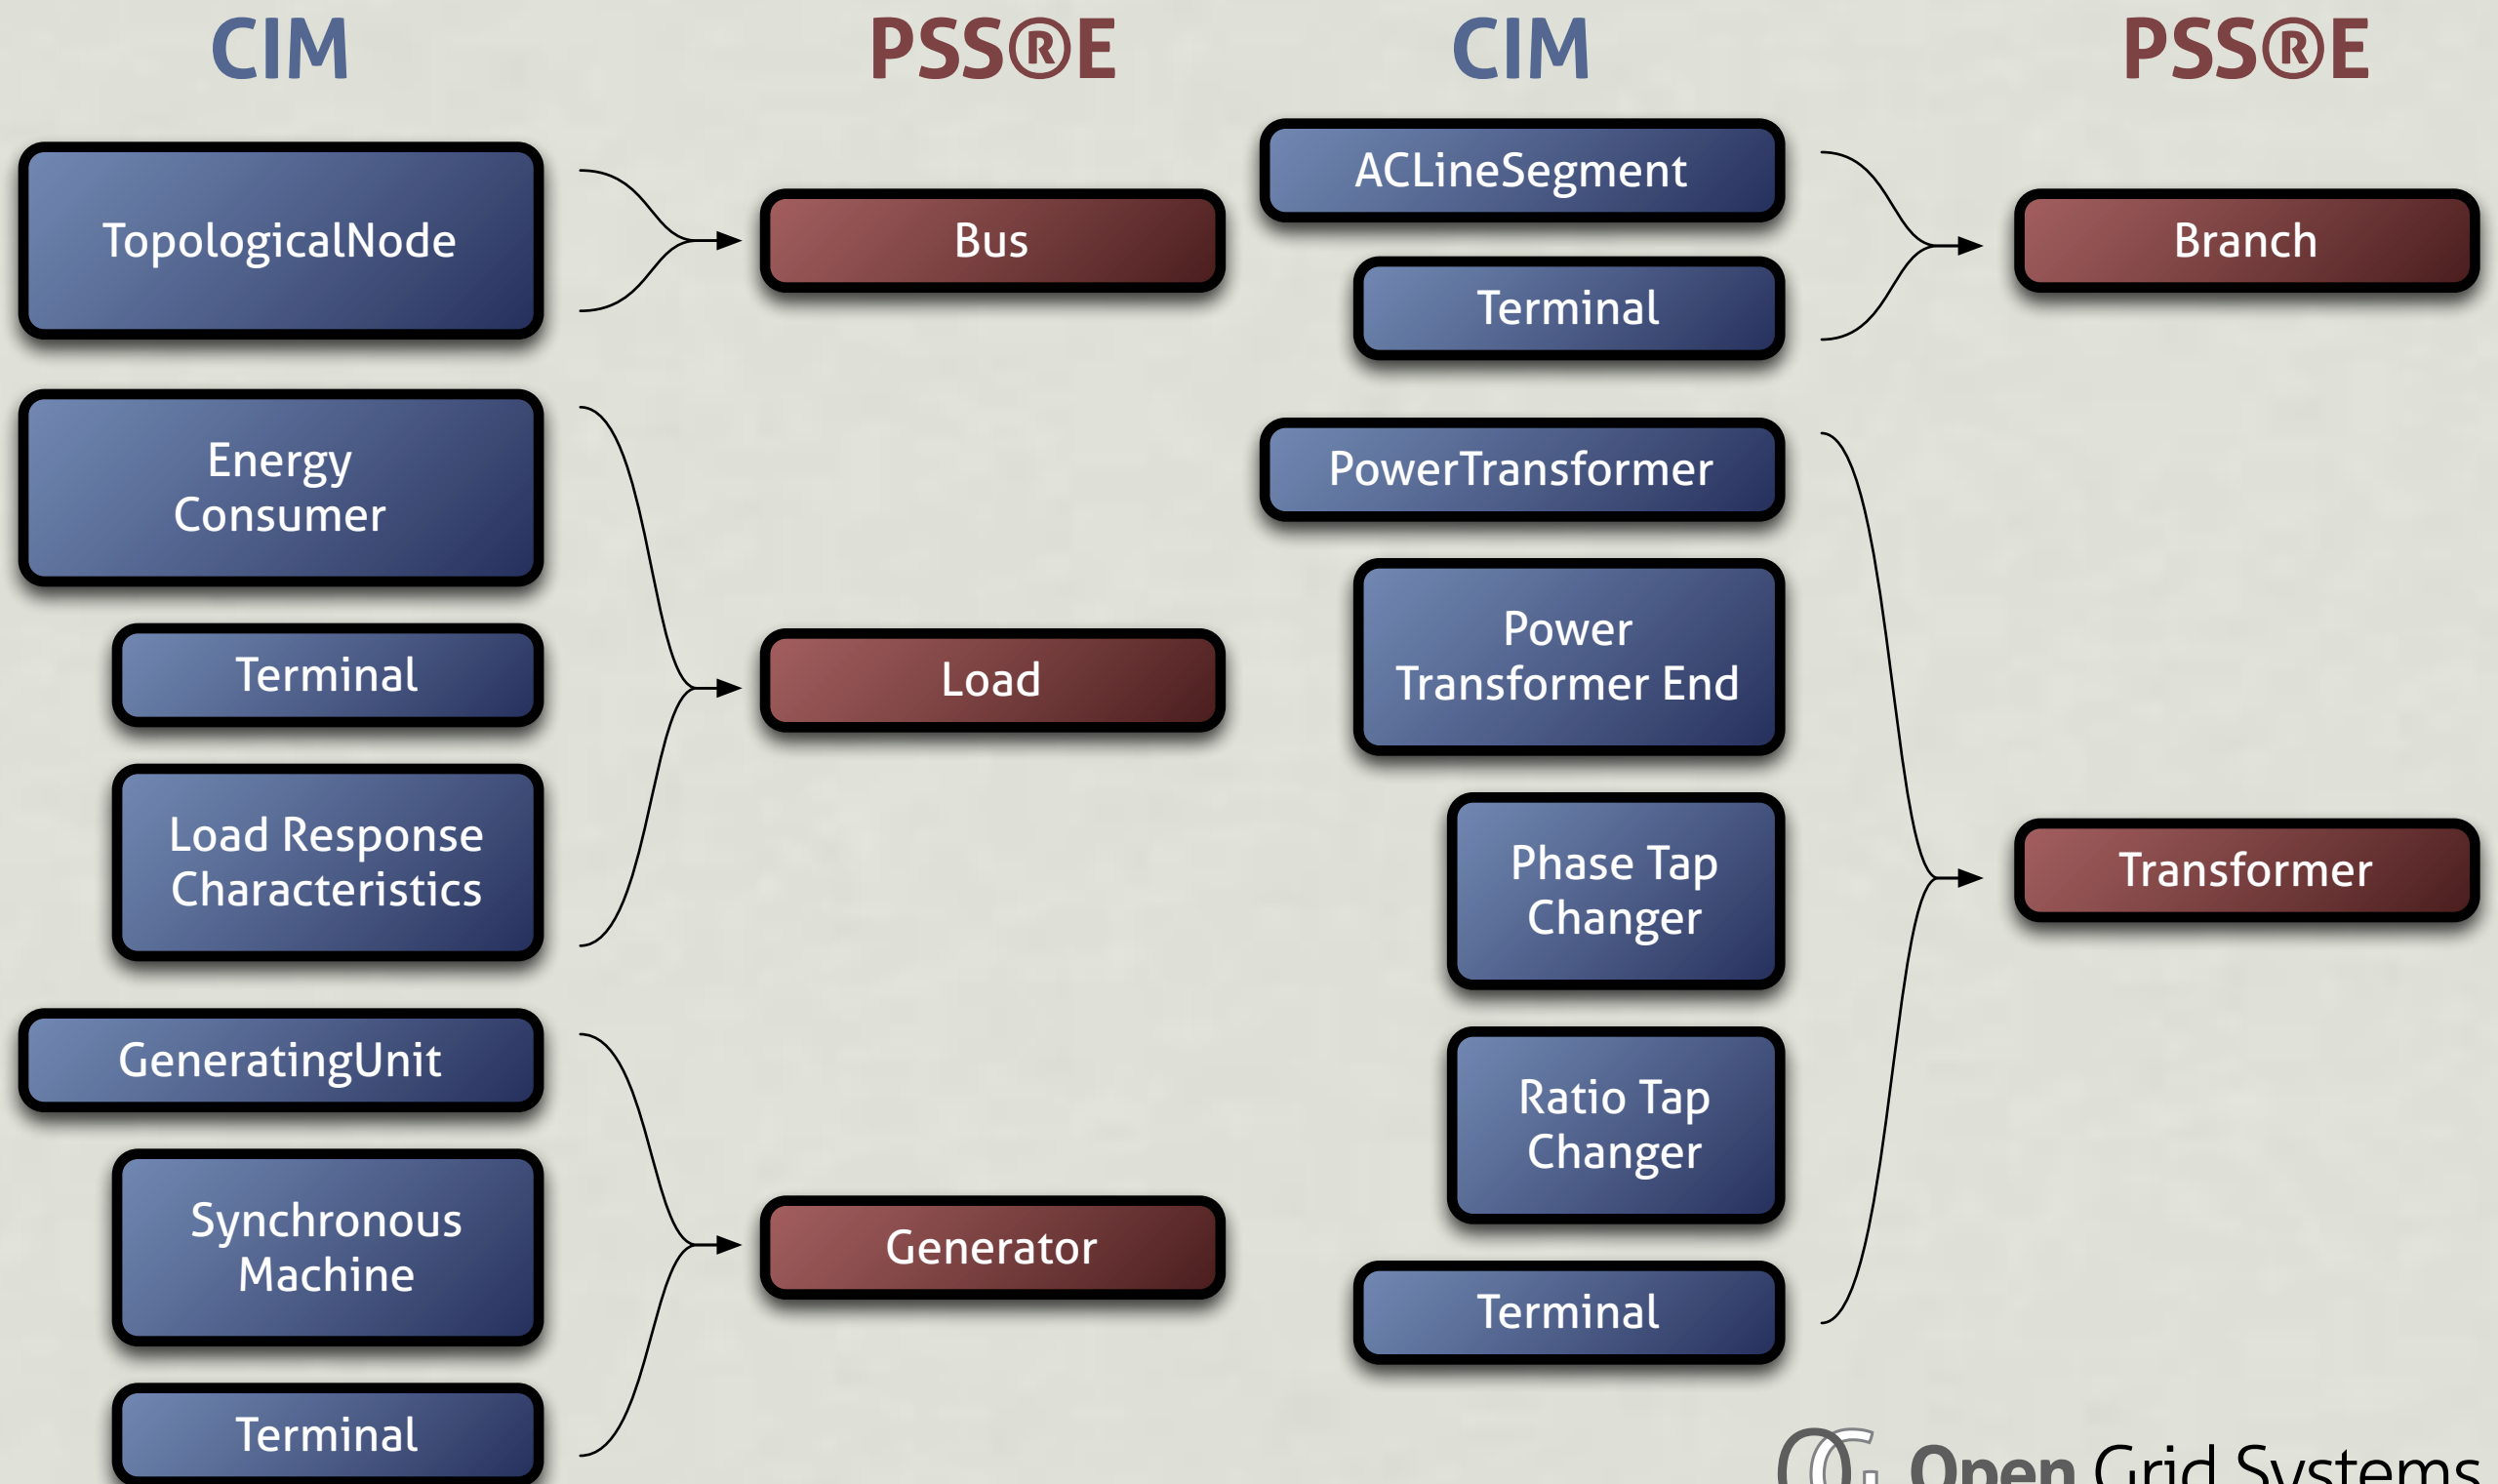 CIM
PSS®E
TopologicalNode
Bus
Energy
Consumer
Terminal
Load Response
Characteristics
Load
GeneratingUnit
Synchronous
Machine
Terminal
Generator
CIM
PSS®E
ACLineSegment
Terminal
Branch
PowerTransformer
Power
Transformer End
Phase Tap
Changer
Ratio Tap
Changer
Terminal
Transformer
Open Grid Systems